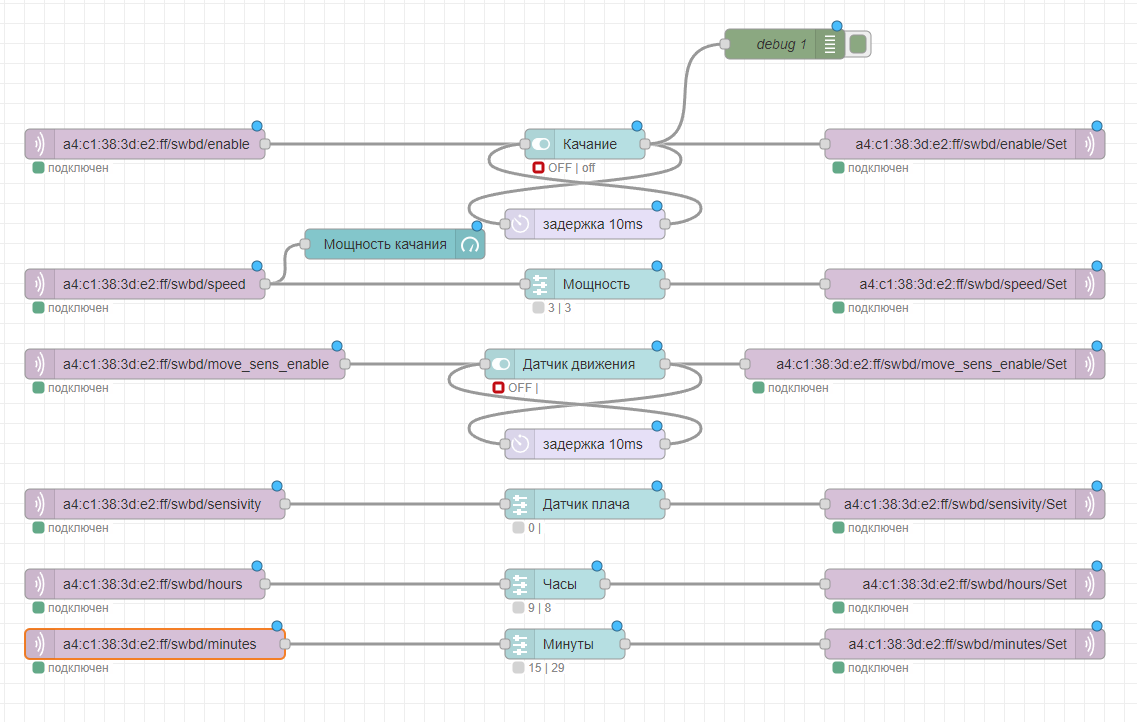 debug 1
a4:c1:38:3d:e2:ff/swbd/enable
Качание
a4:c1:38:3d:e2:ff/swbd/enable/Set
подключен
OFF | off
подключен
задержка 10ms
Мощность качания
a4:c1:38:3d:e2:ff/swbd/speed
Мощность
a4:c1:38:3d:e2:ff/swbd/speed/Set
подключен
3 | 3
подключен
a4:c1:38:3d:e2:ff/swbd/move_sens_enable
Датчик движения
a4:c1:38:3d:e2:ff/swbd/move_sens_enable/Set
подключен
OFF |
подключен
задержка 10ms
a4:c1:38:3d:e2:ff/swbd/sensivity
Датчик плача
a4:c1:38:3d:e2:ff/swbd/sensivity/Set
подключен
0 |
подключен
a4:c1:38:3d:e2:ff/swbd/hours
Часы
a4:c1:38:3d:e2:ff/swbd/hours/Set
подключен
9 | 8
подключен
a4:c1:38:3d:e2:ff/swbd/minutes
Минуты
a4:c1:38:3d:e2:ff/swbd/minutes/Set
подключен
15 | 29
подключен